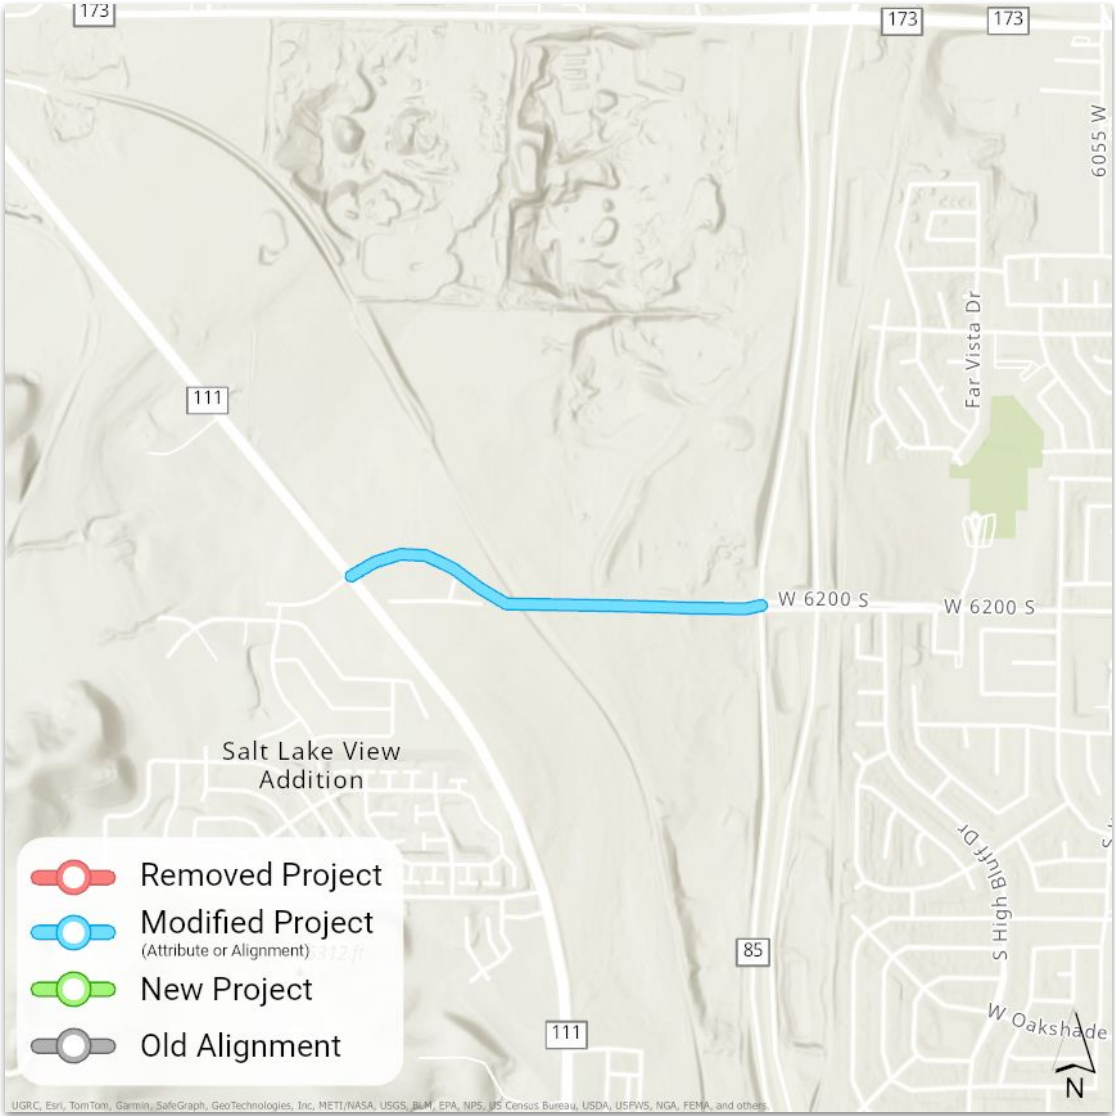 173
173
173
6055 W
Far Vista Dr
111
W 6200 S
W 6200 S
Salt Lake View
Addition
S High Bluff Dr
85
W Oakshade
111
Removed Project
Modified Project
(Attribute or Alignment)
New Project
Old Alignment
N
UGRC, Esri, TomTom, Garmin, SafeGraph, GeoTechnologies, Inc, METI/NASA, USGS, BLM, EPA, NPS, US Census Bureau, USDA, USFWS, NGA, FEMA, and others.